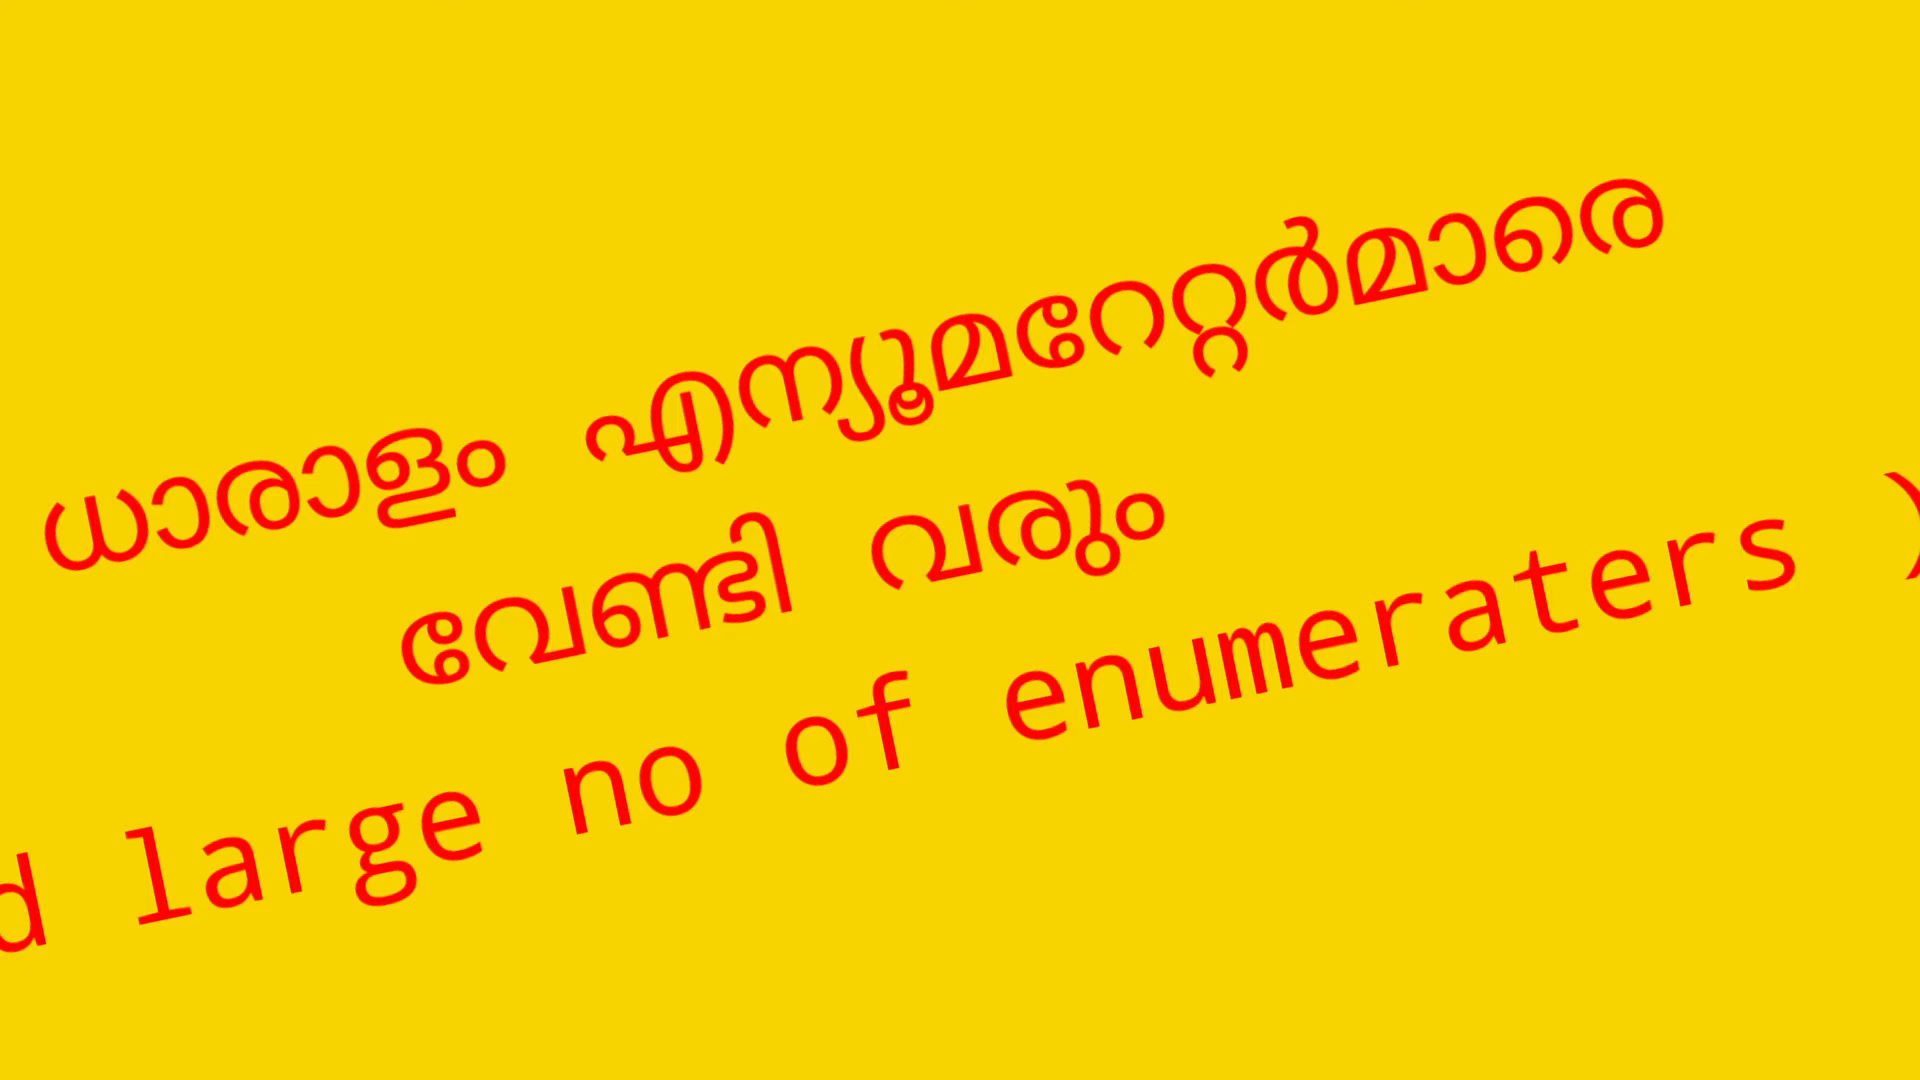 ധാരാളം എന്യൂമറേറ്റർമാരെ
വേണ്ടി വരും
large no of enumeraters )